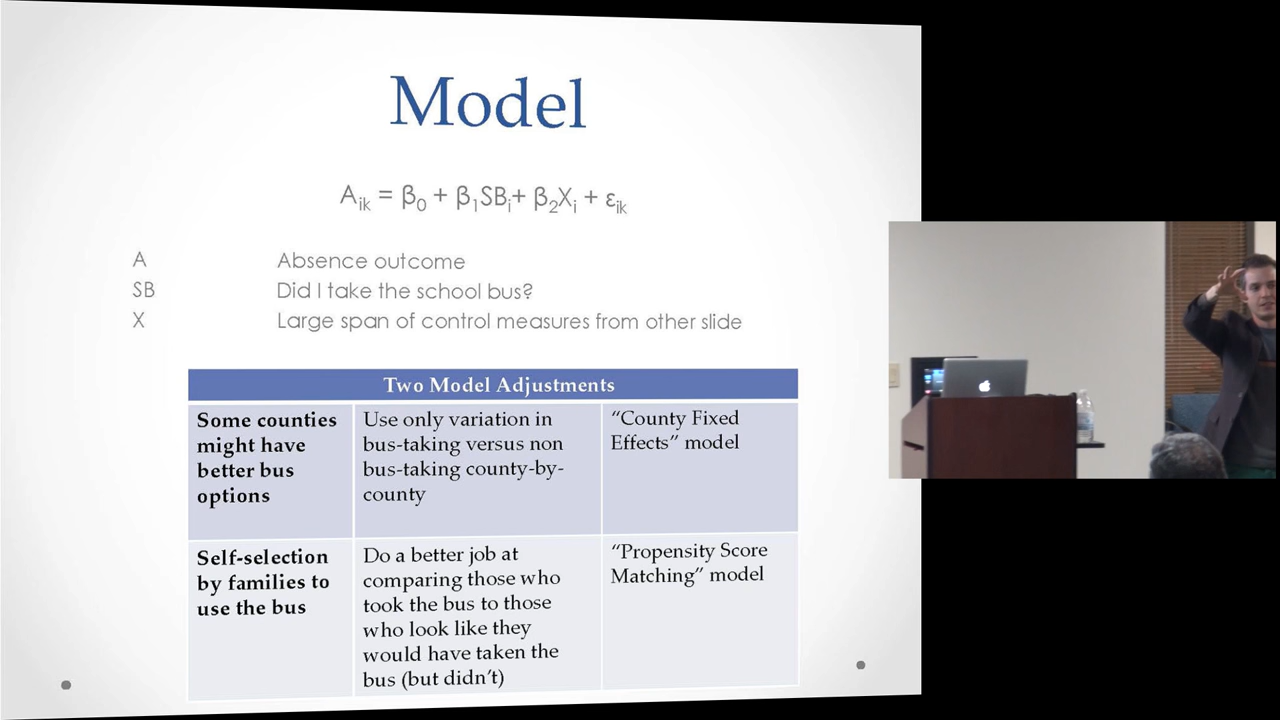 Model
Aik = β0 + β1SBi+ β2Xi + εik
A Absence outcome
SB Did I take the school bus?
X Large span of control measures from other slide
Two Model Adjustments
Some counties
might have
better bus
options
Use only variation in
bus-taking versus non
bus-taking county-by-
county
“County Fixed
Effects” model
Self-selection
by families to
use the bus
Do a better job at
comparing those who
took the bus to those
who look like they
would have taken the
bus (but didn’t)
“Propensity Score
Matching” model